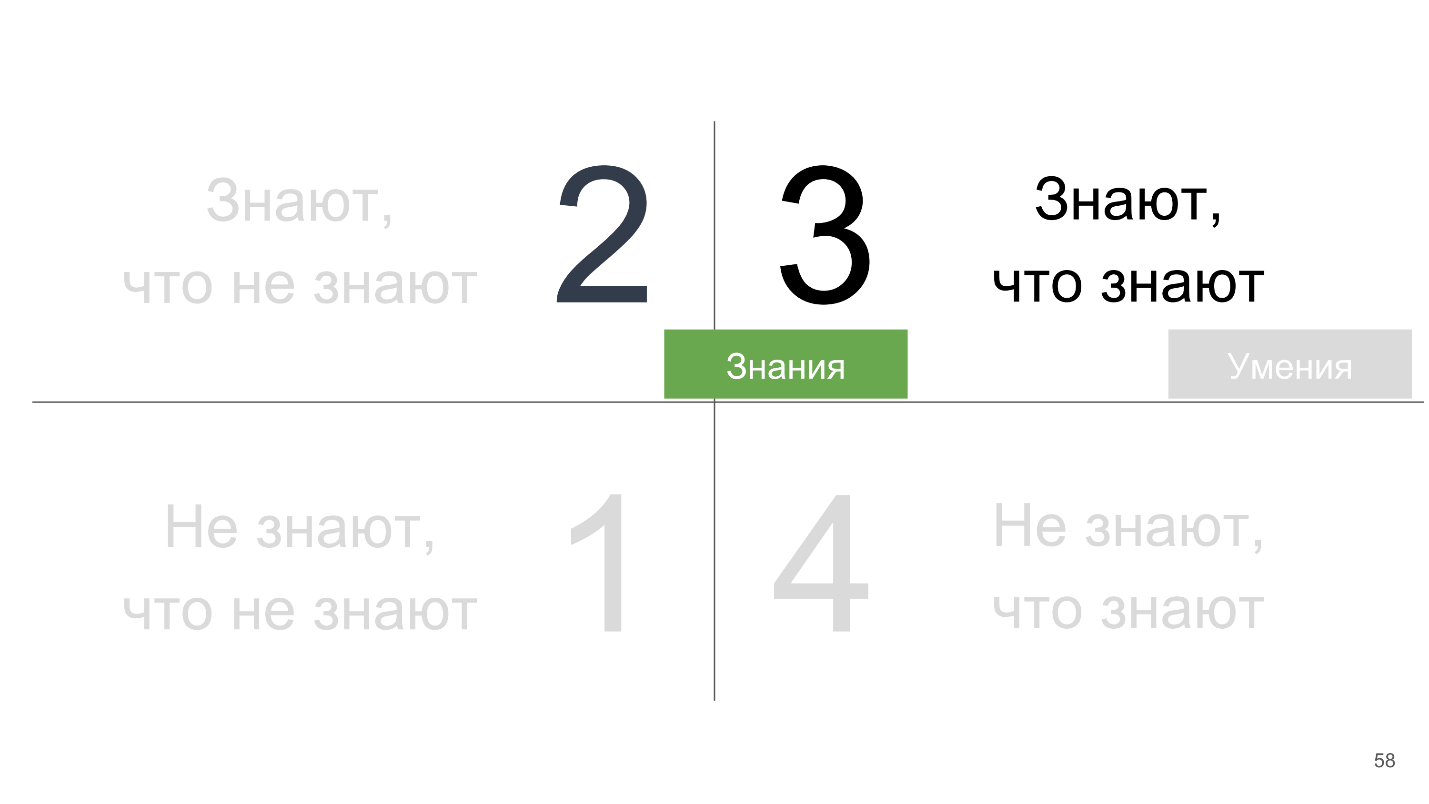 Знают,
что не знают
2
3
Знают,
что знают
Знания
Умения
Не знают,
что не знают
1
4
Не знают,
что знают
58